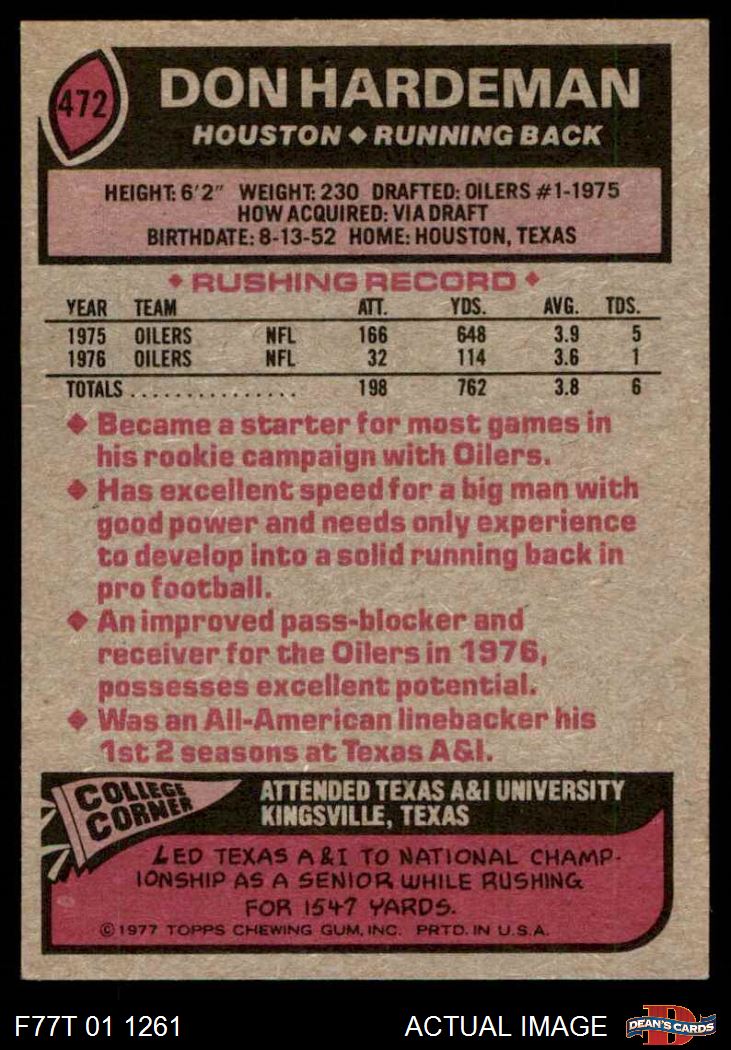 472
DON HARDEMAN
HOUSTON ◆ RUNNING BACK
HEIGHT: 6'2" WEIGHT: 230 DRAFTED: OILERS #1-1975
HOW ACQUIRED: VIA DRAFT
BIRTHDATE: 8-13-52 HOME: HOUSTON, TEXAS
◆ RUSHING RECORD ◆
YEAR TEAM ATT. YDS. AVG. TDS.
1975 OILERS NFL 166 648 3.9 5
1976 OILERS NFL 32 114 3.6 1
TOTALS ................ 198 762 3.8 6
◆ Became a starter for most games in
his rookie campaign with Oilers.
◆ Has excellent speed for a big man with
good power and needs only experience
to develop into a solid running back in
pro football.
◆ An improved pass-blocker and
receiver for the Oilers in 1976,
possesses excellent potential.
◆ Was an All-American linebacker his
1st 2 seasons at Texas A&I.
COLLEGE
CORNER
ATTENDED TEXAS A&I UNIVERSITY
KINGSVILLE, TEXAS
LED TEXAS A&I TO NATIONAL CHAMP-
IONSHIP AS A SENIOR WHILE RUSHING
FOR 1547 YARDS.
©1977 TOPPS CHEWING GUM, INC. PRTD. IN U.S.A.
F77T 01 1261
ACTUAL IMAGE
D
DEAN'S CARDS